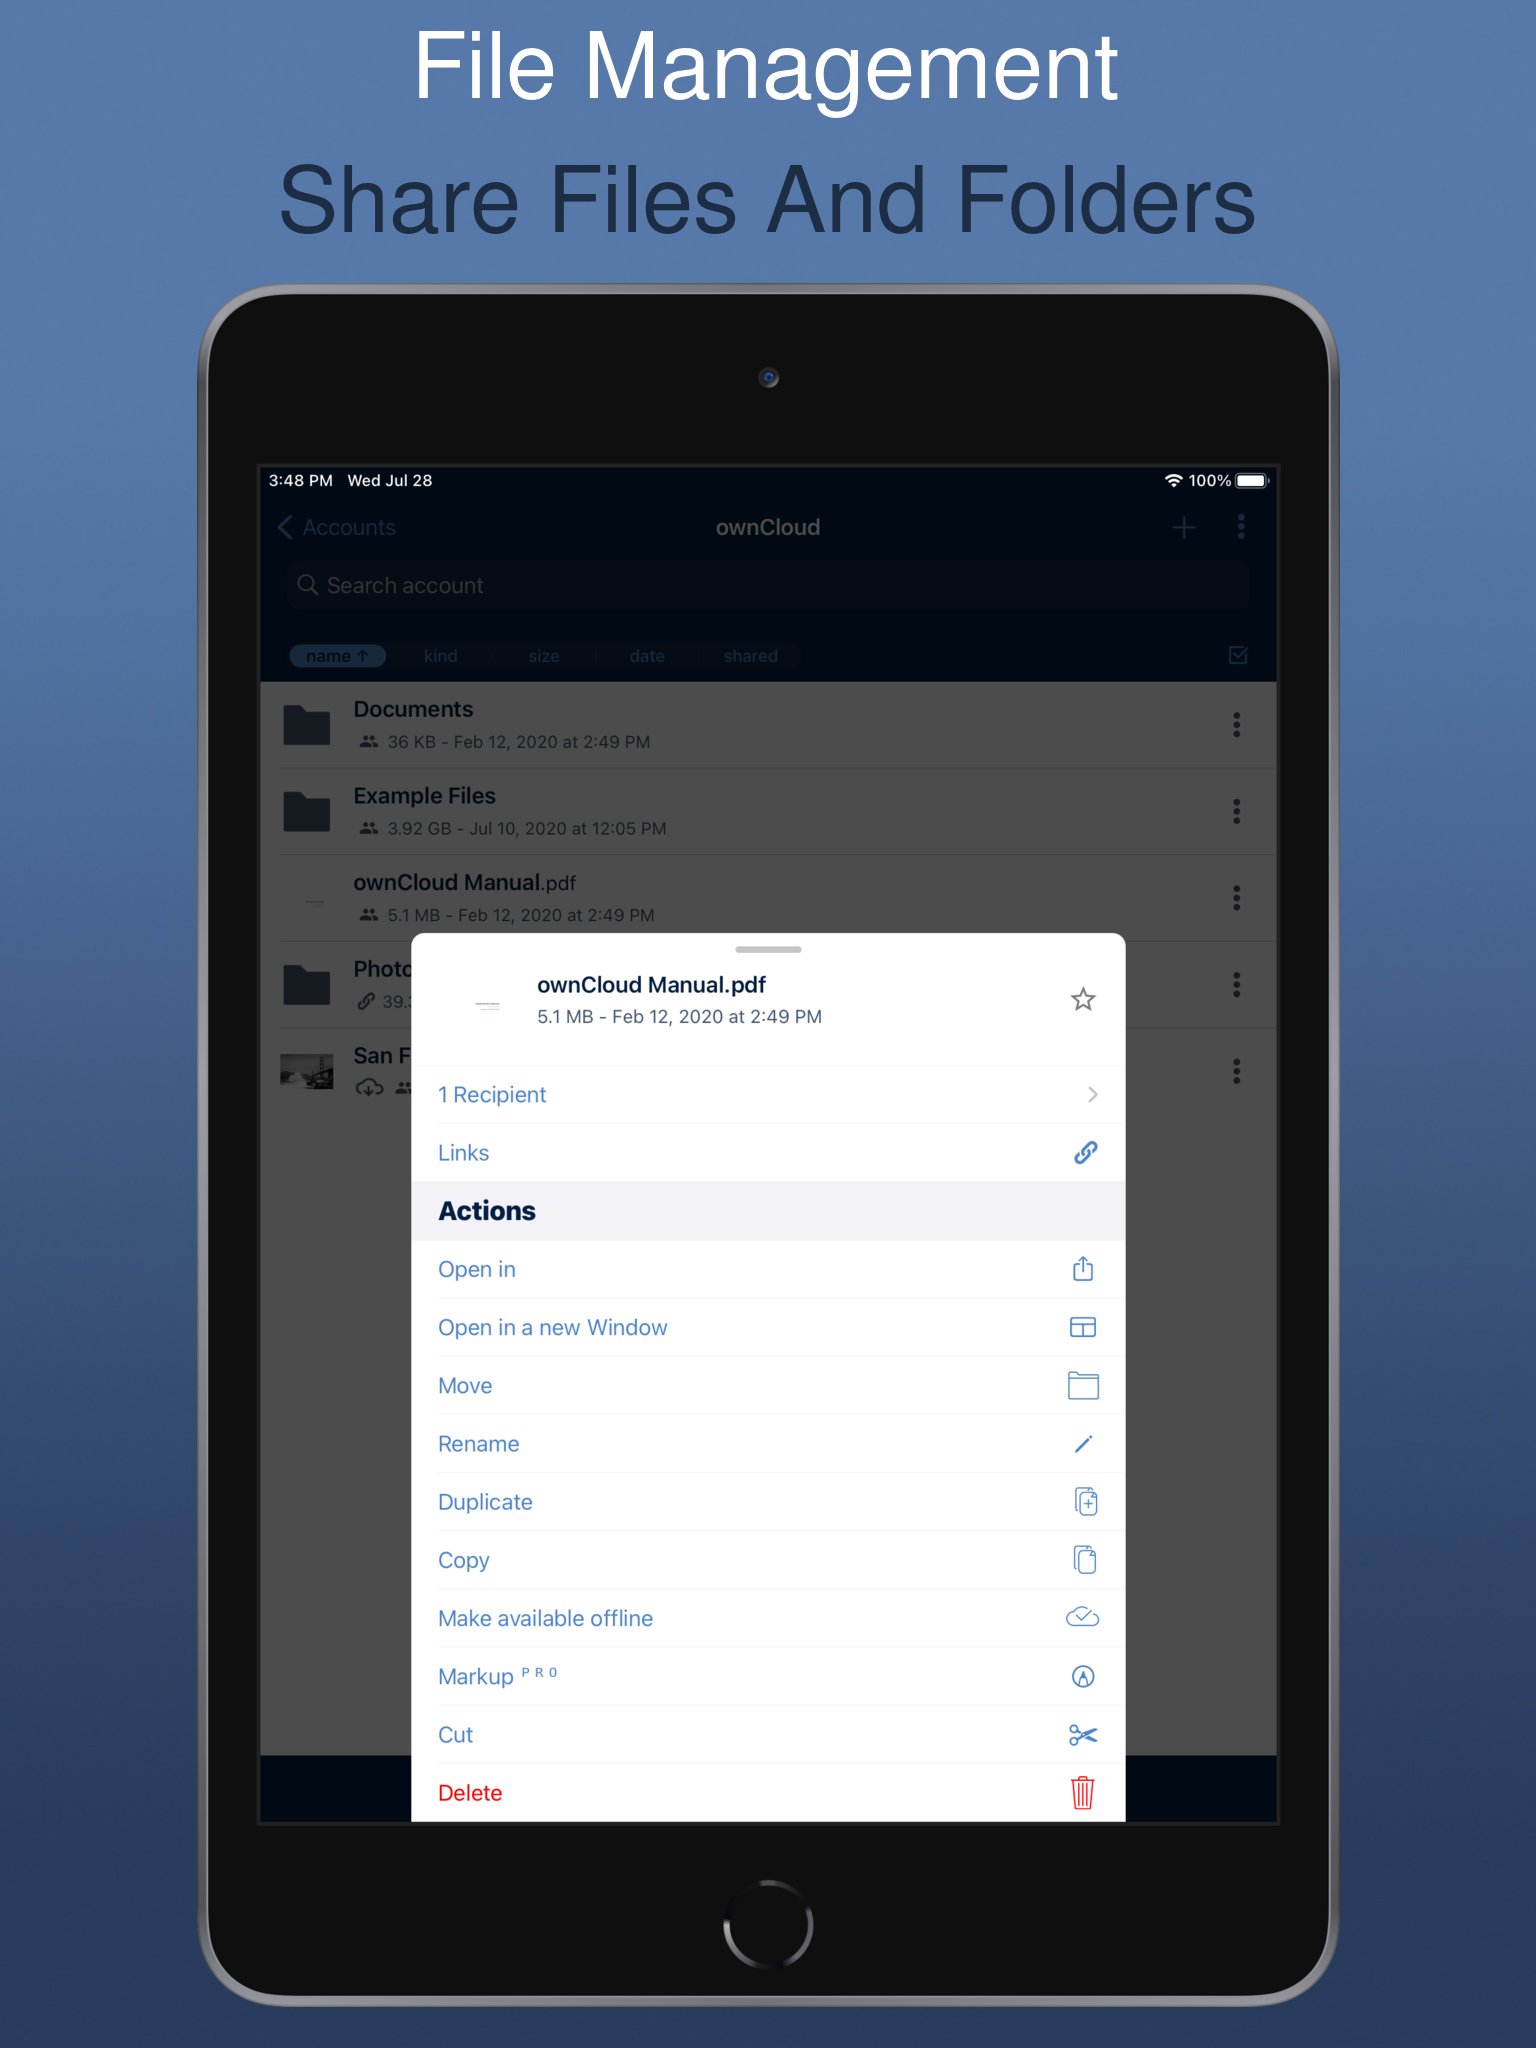 File Management
Share Files And Folders
3:48 PM Wed Jul 28
100%
Accounts
ownCloud
Search account
name ↑ kind size date shared
Documents
36 KB - Feb 12, 2020 at 2:49 PM
Example Files
3.92 GB - Jul 10, 2020 at 12:05 PM
ownCloud Manual.pdf
5.1 MB - Feb 12, 2020 at 2:49 PM
Photo
39.
San F
ownCloud Manual.pdf
5.1 MB - Feb 12, 2020 at 2:49 PM
1 Recipient
Links
Actions
Open in
Open in a new Window
Move
Rename
Duplicate
Copy
Make available offline
Markup PRO
Cut
Delete